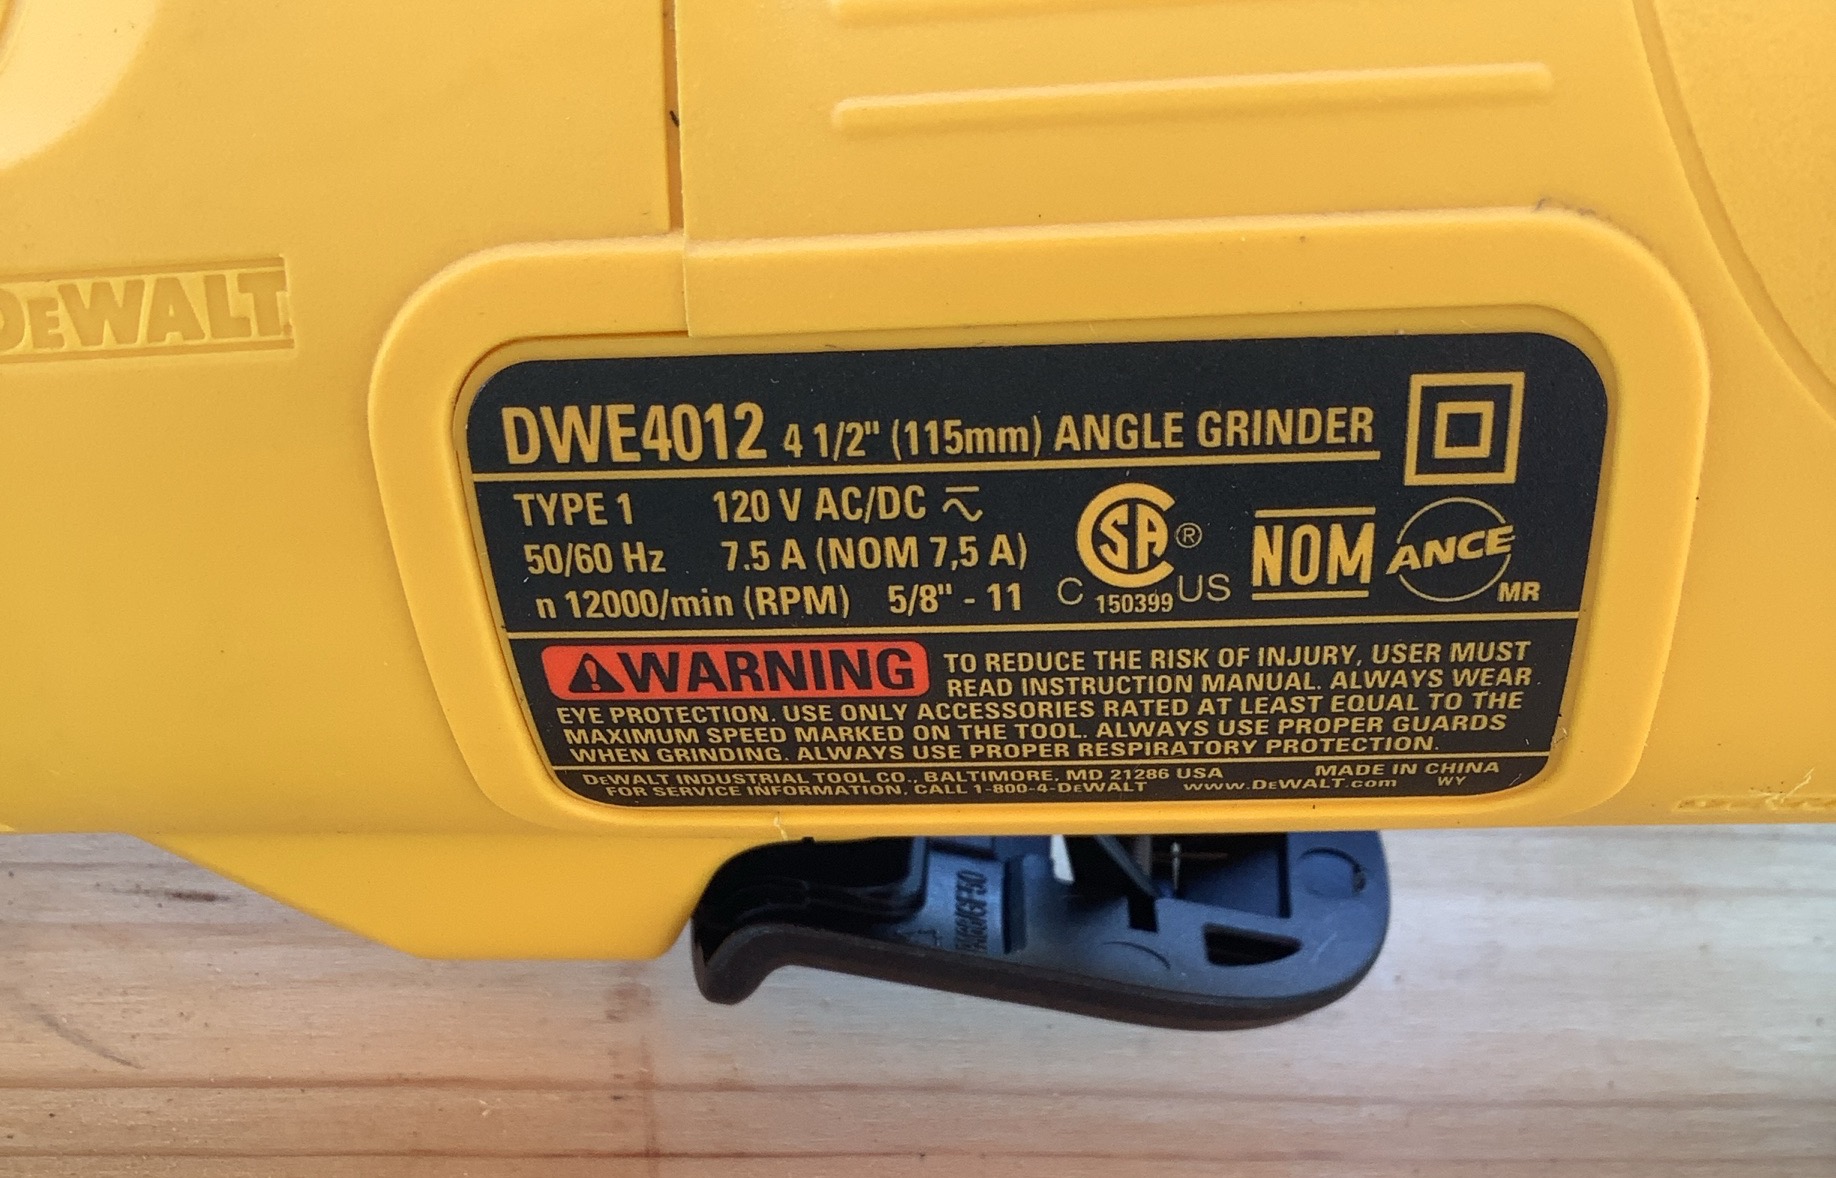 DEWALT
DWE4012 4 1/2" (115mm) ANGLE GRINDER
TYPE 1 120 V AC/DC
50/60 Hz 7.5 A (NOM 7,5 A)
n 12000/min (RPM) 5/8" - 11
CSA ®
C 150399 US
NOM
ANCE
MR
WARNING TO REDUCE THE RISK OF INJURY, USER MUST
READ INSTRUCTION MANUAL. ALWAYS WEAR
EYE PROTECTION. USE ONLY ACCESSORIES RATED AT LEAST EQUAL TO THE
MAXIMUM SPEED MARKED ON THE TOOL. ALWAYS USE PROPER GUARDS
WHEN GRINDING. ALWAYS USE PROPER RESPIRATORY PROTECTION.
DEWALT INDUSTRIAL TOOL CO., BALTIMORE, MD 21286 USA MADE IN CHINA
FOR SERVICE INFORMATION, CALL 1-800-4-DEWALT www.DEWALT.com WY